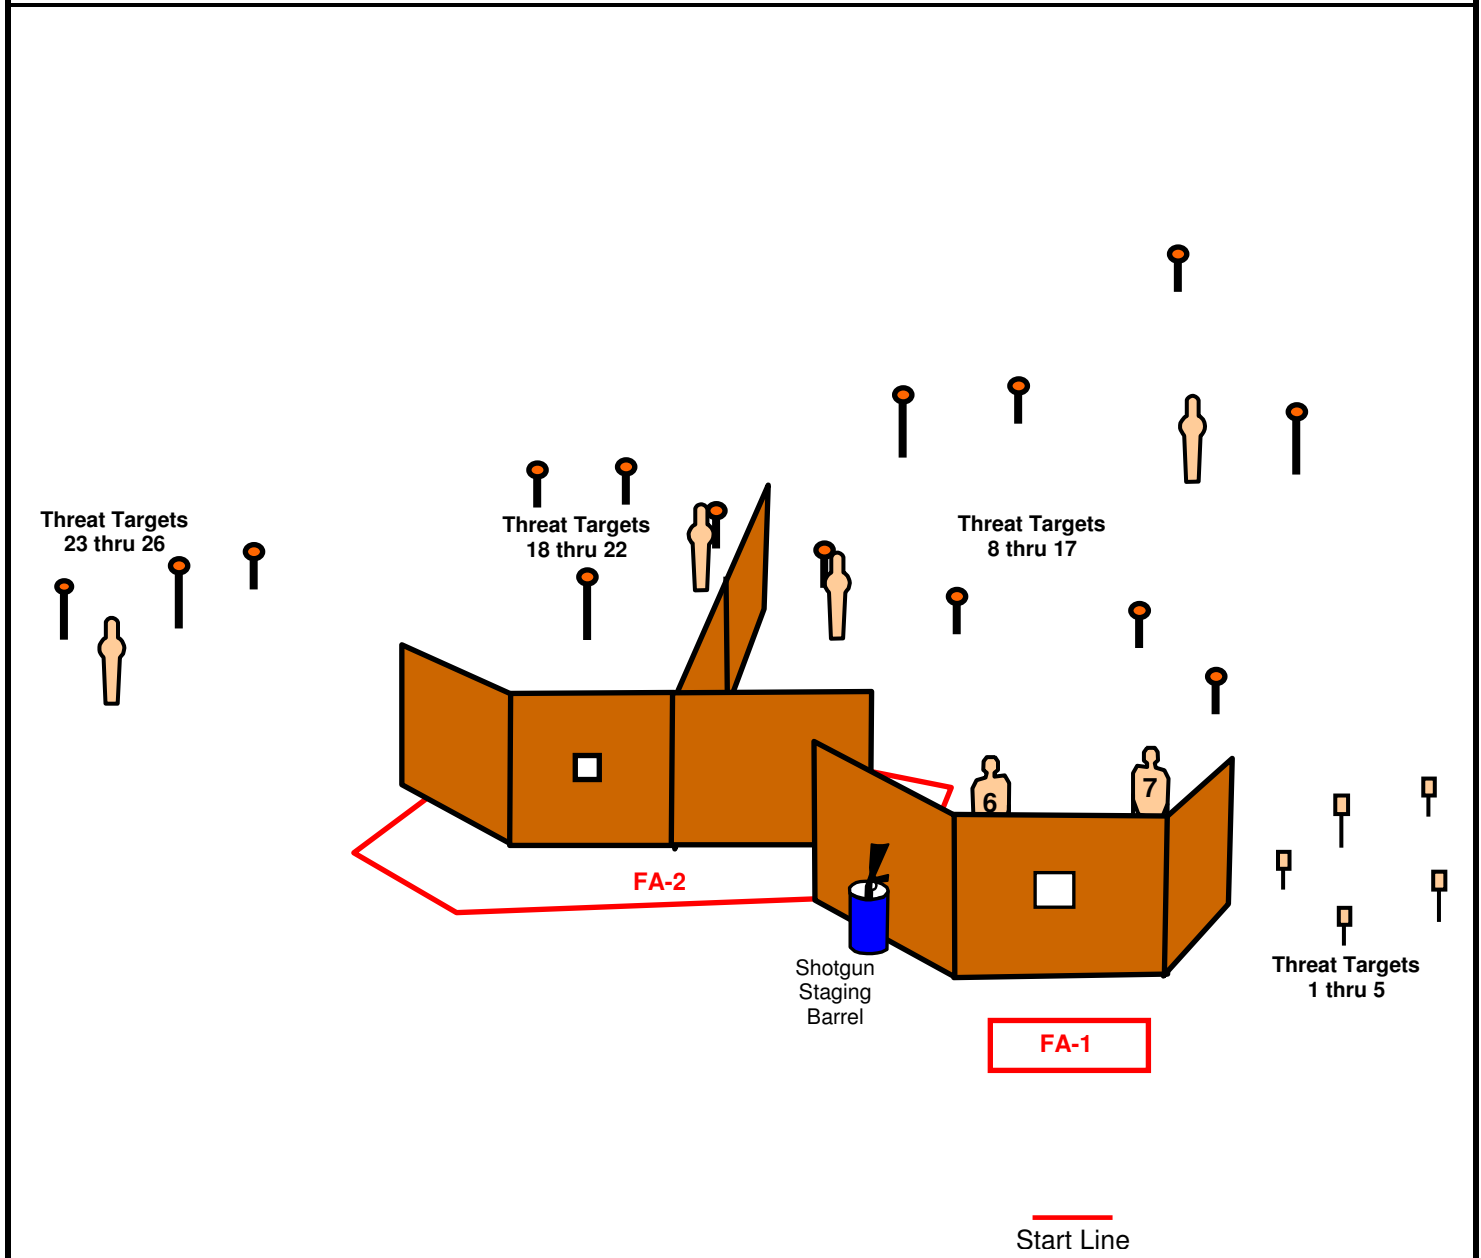 Threat Targets
23 thru 26
Threat Targets
18 thru 22
Threat Targets
8 thru 17
6
7
FA-2
Shotgun
Staging
Barrel
Threat Targets
1 thru 5
FA-1
Start Line